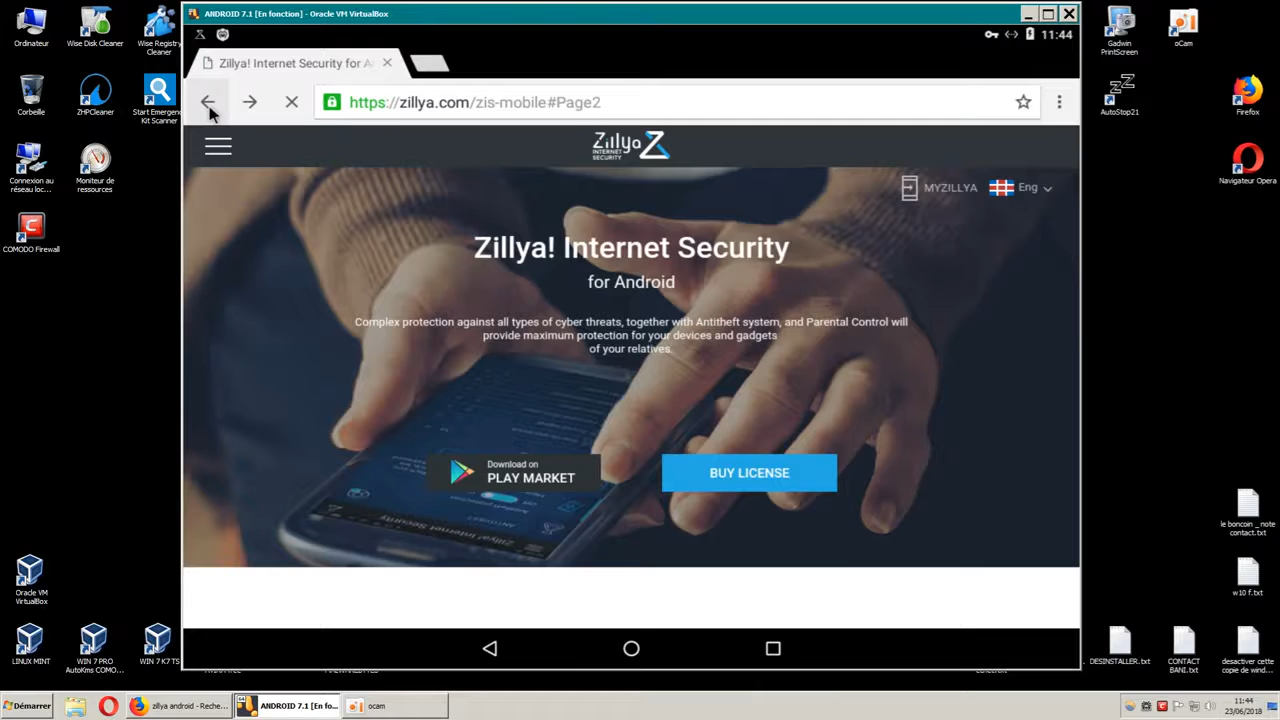 ANDROID 7.1 [En fonction] - Oracle VM VirtualBox
11:44
Zillya! Internet Security for A
https://zillya.com/zis-mobile#Page2
Zillya
INTERNET
SECURITY
MYZILLYA
Eng
Zillya! Internet Security
for Android
Complex protection against all types of cyber threats, together with Antitheft system, and Parental Control will
provide maximum protection for your devices and gadgets
of your relatives.
Download on
PLAY MARKET
BUY LICENSE
Ordinateur
Wise Disk Cleaner
Wise Registry
Cleaner
Corbeille
ZHPCleaner
Start Emergenc
Kit Scanner
Connexion au
réseau loc...
Moniteur de
ressources
COMODO Firewall
Oracle VM
VirtualBox
LINUX MINT
WIN 7 PRO
AutoKms COMO...
WIN 7 K7 TS
Gadwin
PrintScreen
oCam
AutoStop21
Firefox
Navigateur Opera
le boncoin _note
contact.txt
w10 f.txt
DESINSTALLER.txt
CONTACT
BANI.txt
desactiver cette
copie de wind...
Démarrer
zillya android - Reche...
ANDROID 7.1 [En fo...
ocam
11:44
23/06/2018